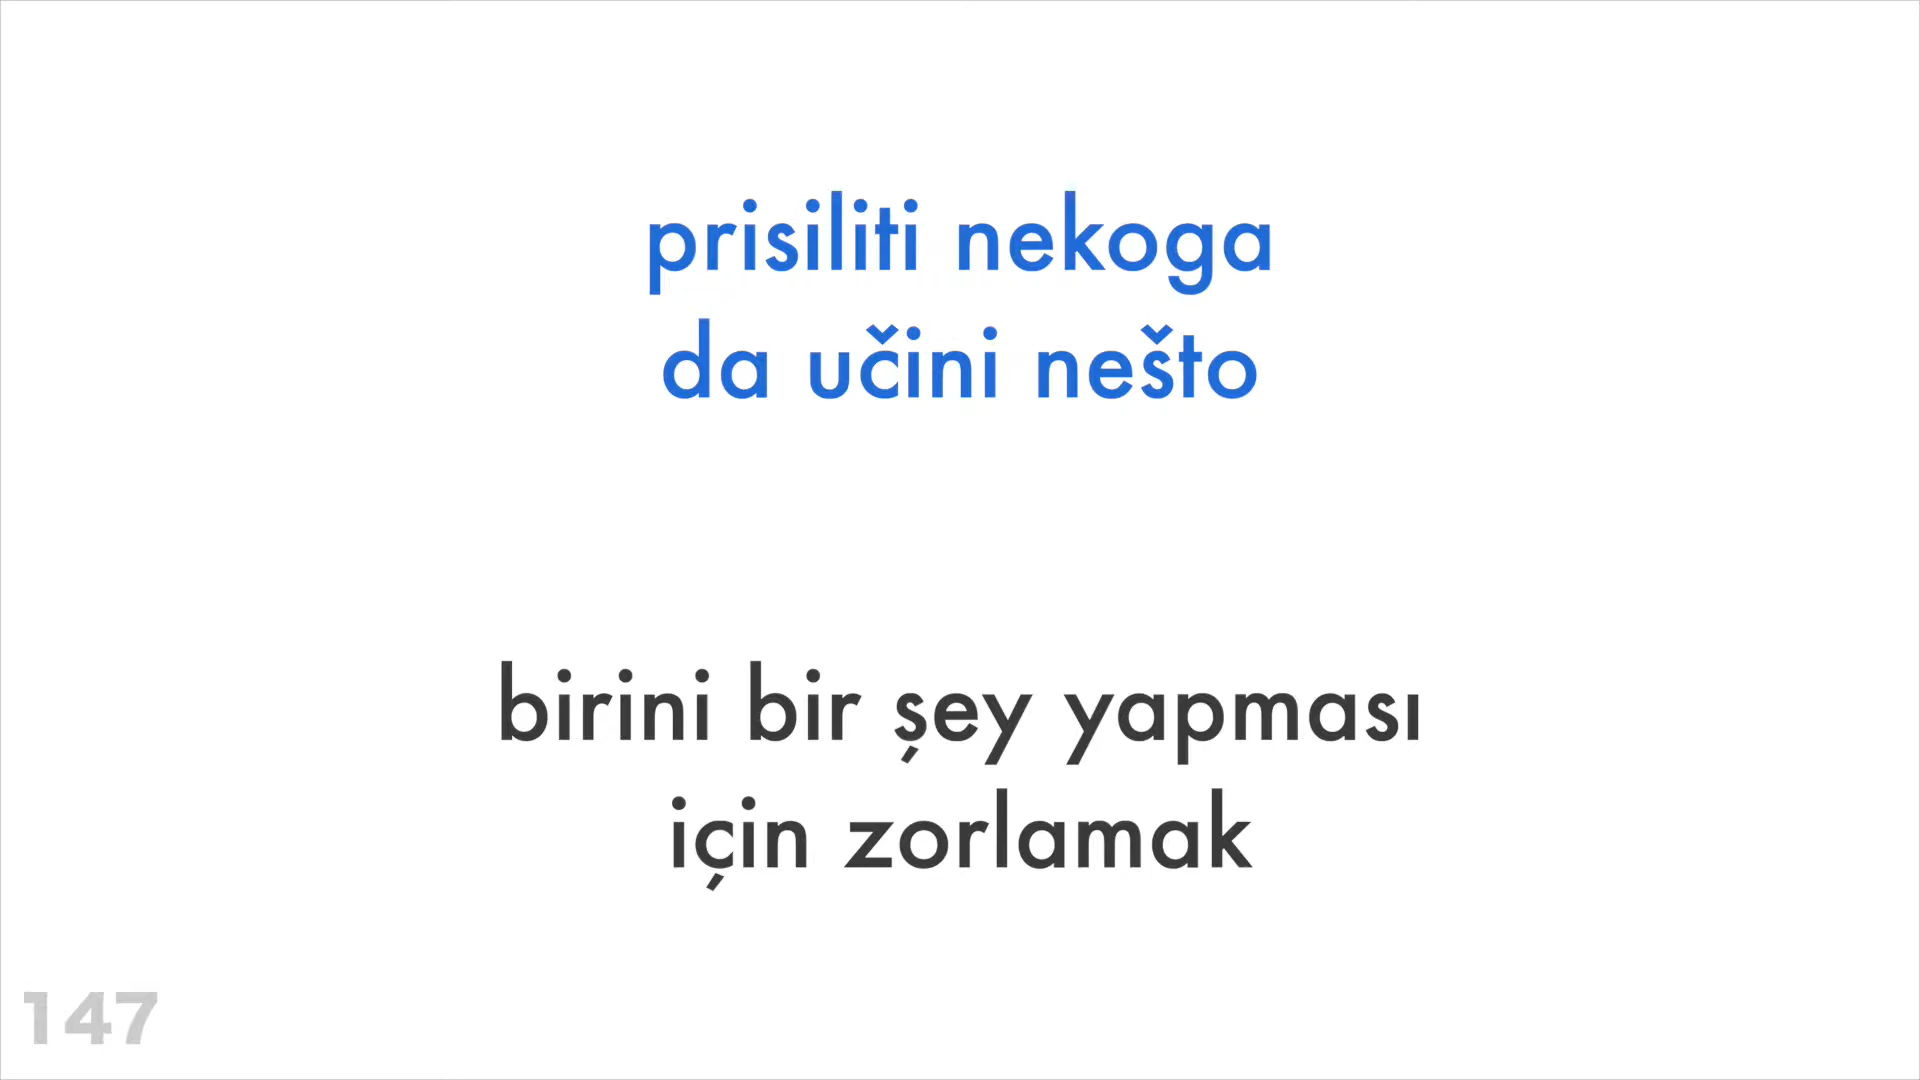 prisiliti nekoga
da učini nešto
birini bir şey yapması
için zorlamak
147